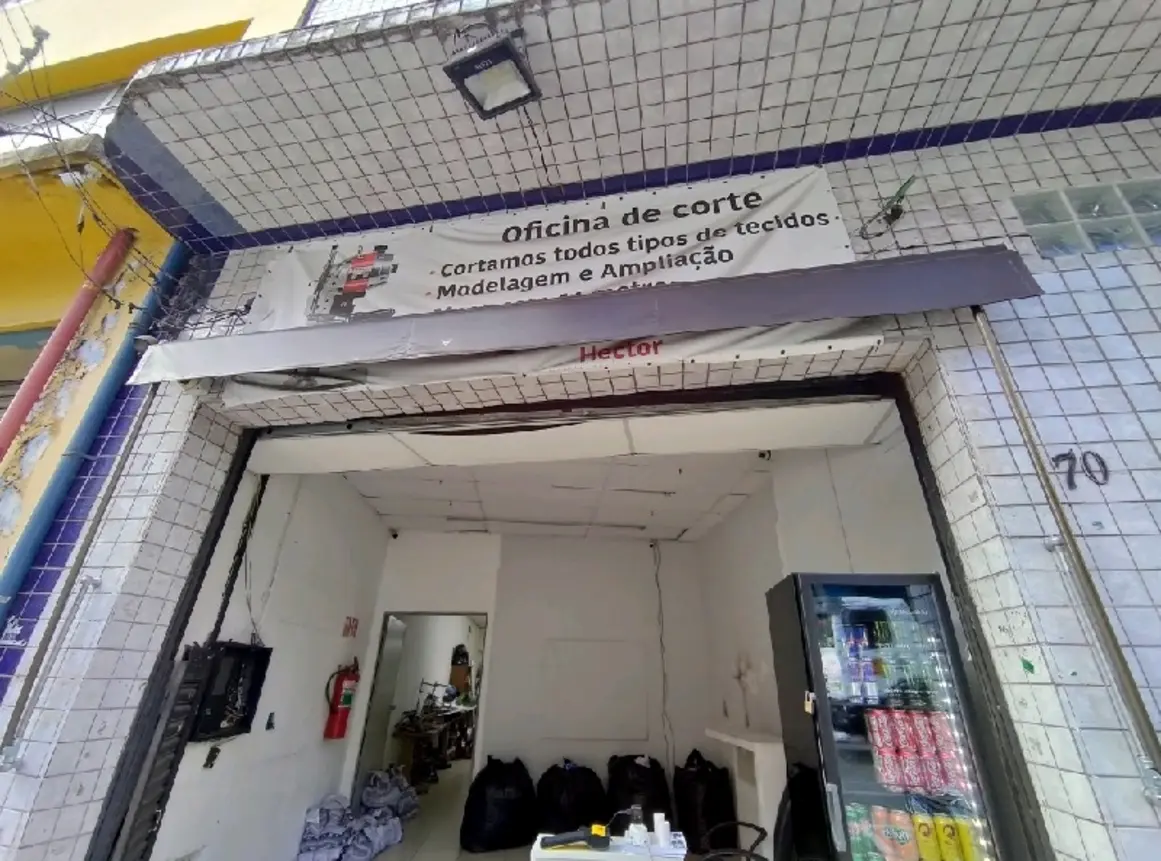 Oficina de corte
· Cortamos todos tipos de tecidos ·
· Modelagem e Ampliação
Hector
70